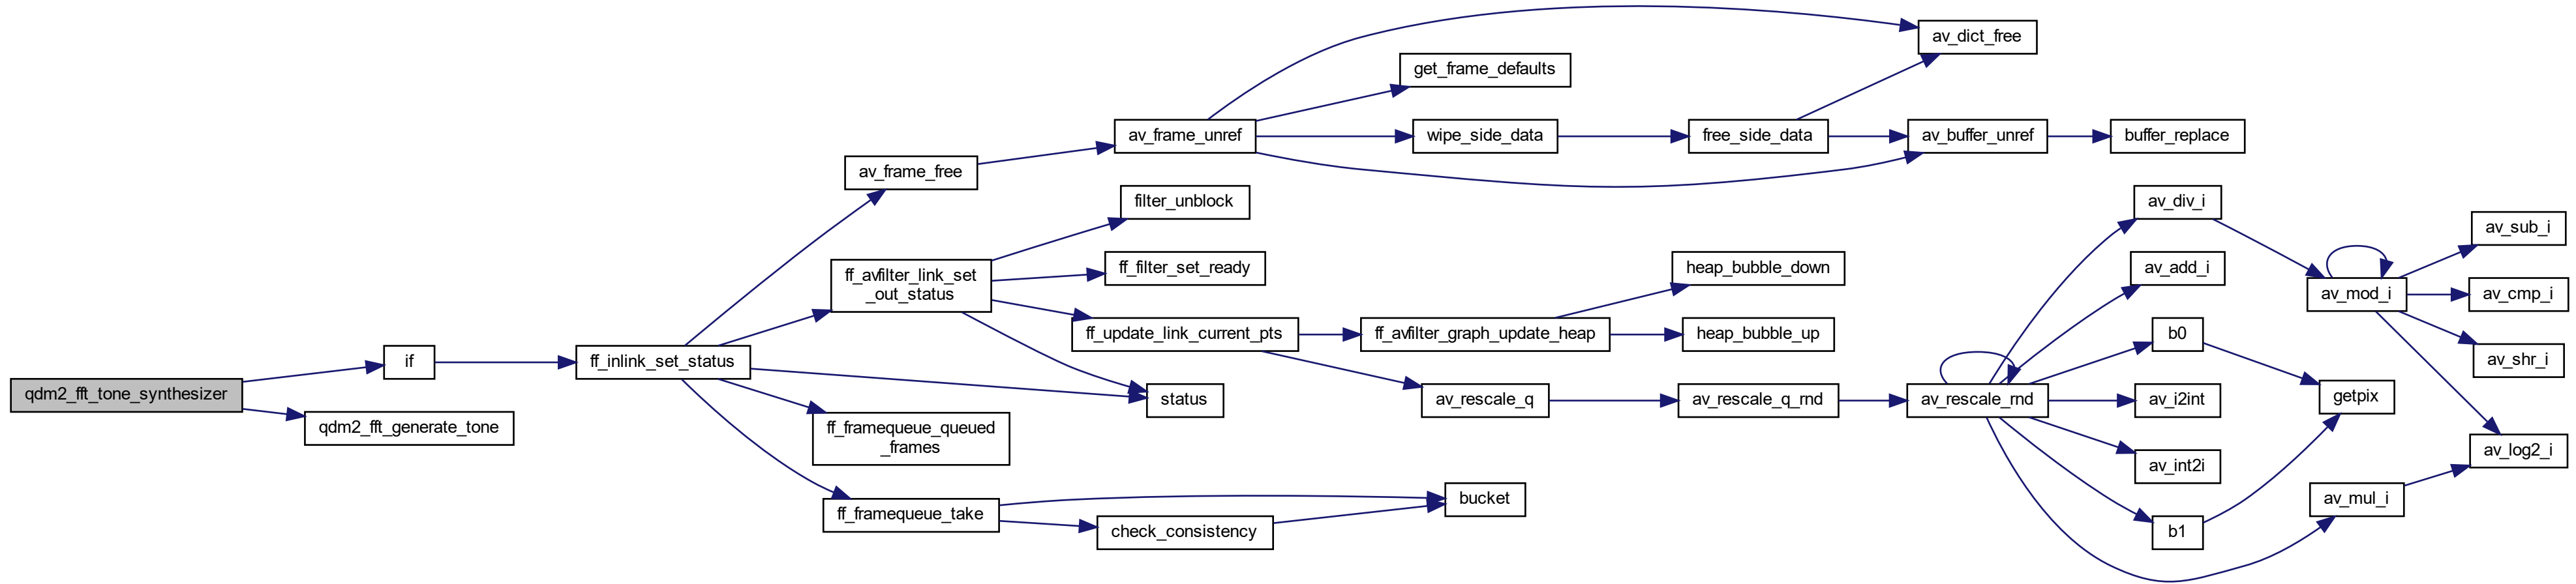 qdm2_fft_tone_synthesizer
if
qdm2_fft_generate_tone
ff_inlink_set_status
av_frame_free
ff_avfilter_link_set
_out_status
ff_framequeue_queued
_frames
ff_framequeue_take
av_frame_unref
filter_unblock
ff_filter_set_ready
ff_update_link_current_pts
status
check_consistency
bucket
get_frame_defaults
wipe_side_data
ff_avfilter_graph_update_heap
av_rescale_q
free_side_data
heap_bubble_down
heap_bubble_up
av_rescale_q_rnd
av_dict_free
av_buffer_unref
buffer_replace
av_rescale_rnd
av_div_i
av_add_i
b0
av_i2int
av_int2i
b1
av_mod_i
getpix
av_mul_i
av_sub_i
av_cmp_i
av_shr_i
av_log2_i